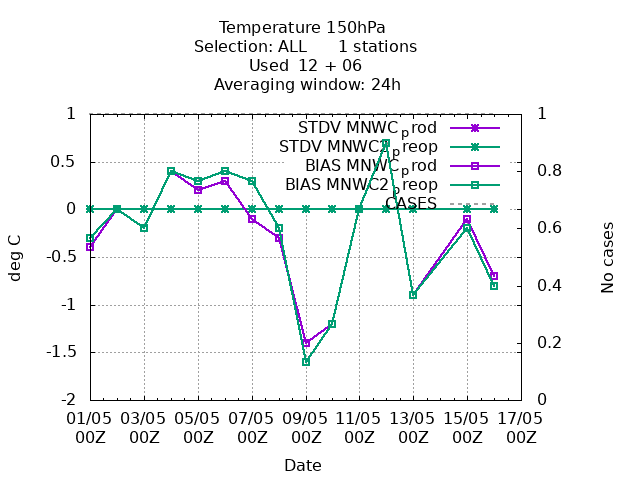 Temperature 150hPa
Selection: ALL 1 stations
Used 12 + 06
Averaging window: 24h
1 1
STDV MNWC_prod
STDV MNWC2_preop
0.5 0.8
BIAS MNWC_prod
BIAS MNWC2_preop
CASES
0 0.6
-0.5
deg C
No cases
-1 0.4
-1.5 0.2
-2 0
01/05 03/05 05/05 07/05 09/05 11/05 13/05 15/05 17/05
00Z 00Z 00Z 00Z 00Z 00Z 00Z 00Z 00Z
Date